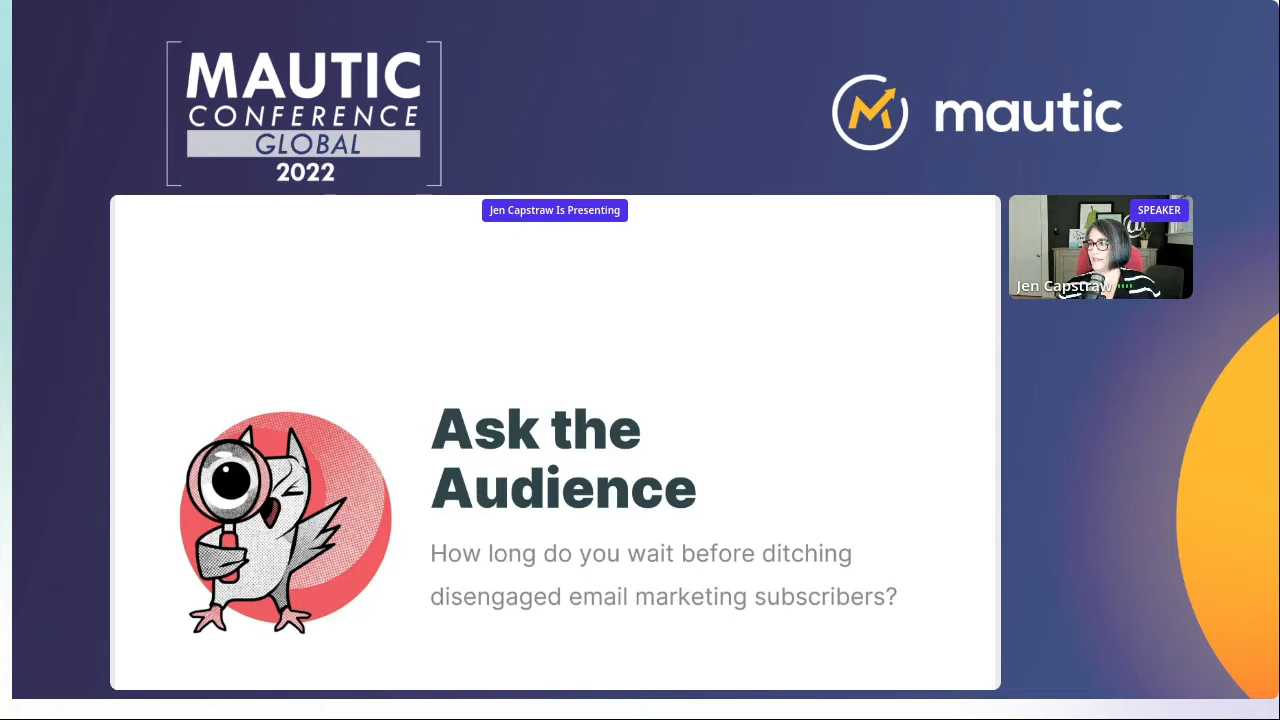 MAUTIC
CONFERENCE
GLOBAL
2022
mautic
Jen Capstraw Is Presenting
SPEAKER
@
Jen Capstraw
Ask the
Audience
How long do you wait before ditching
disengaged email marketing subscribers?